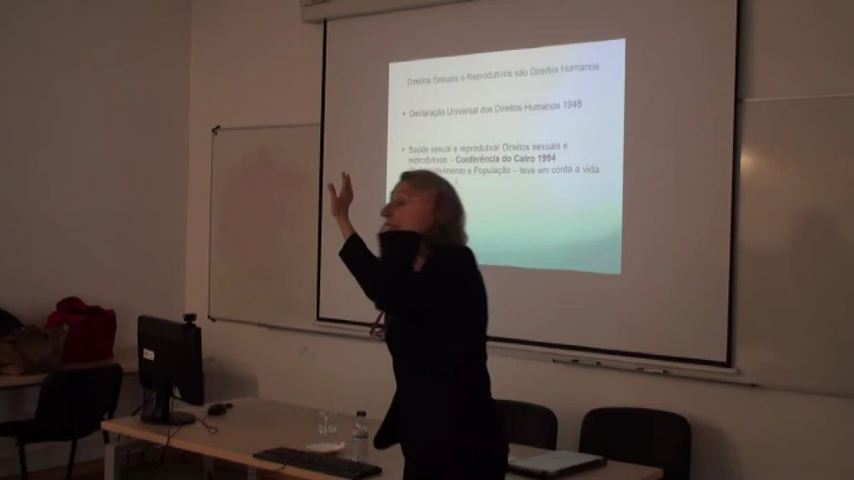 Direitos Sexuais e Reprodutivos são Direitos Humanos
• Declaração Universal dos Direitos Humanos 1948
• Saúde sexual e reprodutiva/ Direitos sexuais e
reprodutivos - Conferência do Cairo 1994
e População – teve em conta a vida